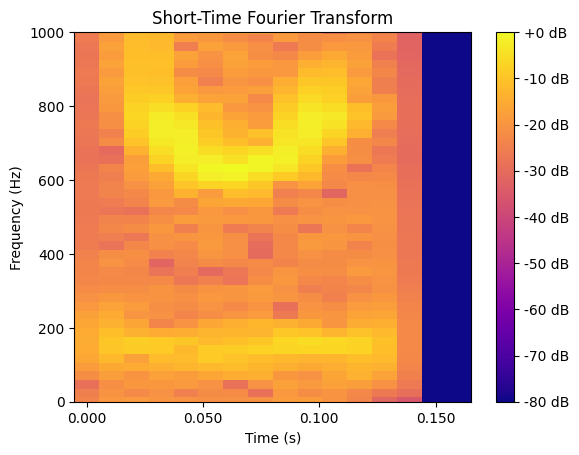 Short-Time Fourier Transform
1000
800
600
400
200
0
Frequency (Hz)
0.000
0.050
0.100
0.150
Time (s)
+0 dB
-10 dB
-20 dB
-30 dB
-40 dB
-50 dB
-60 dB
-70 dB
-80 dB